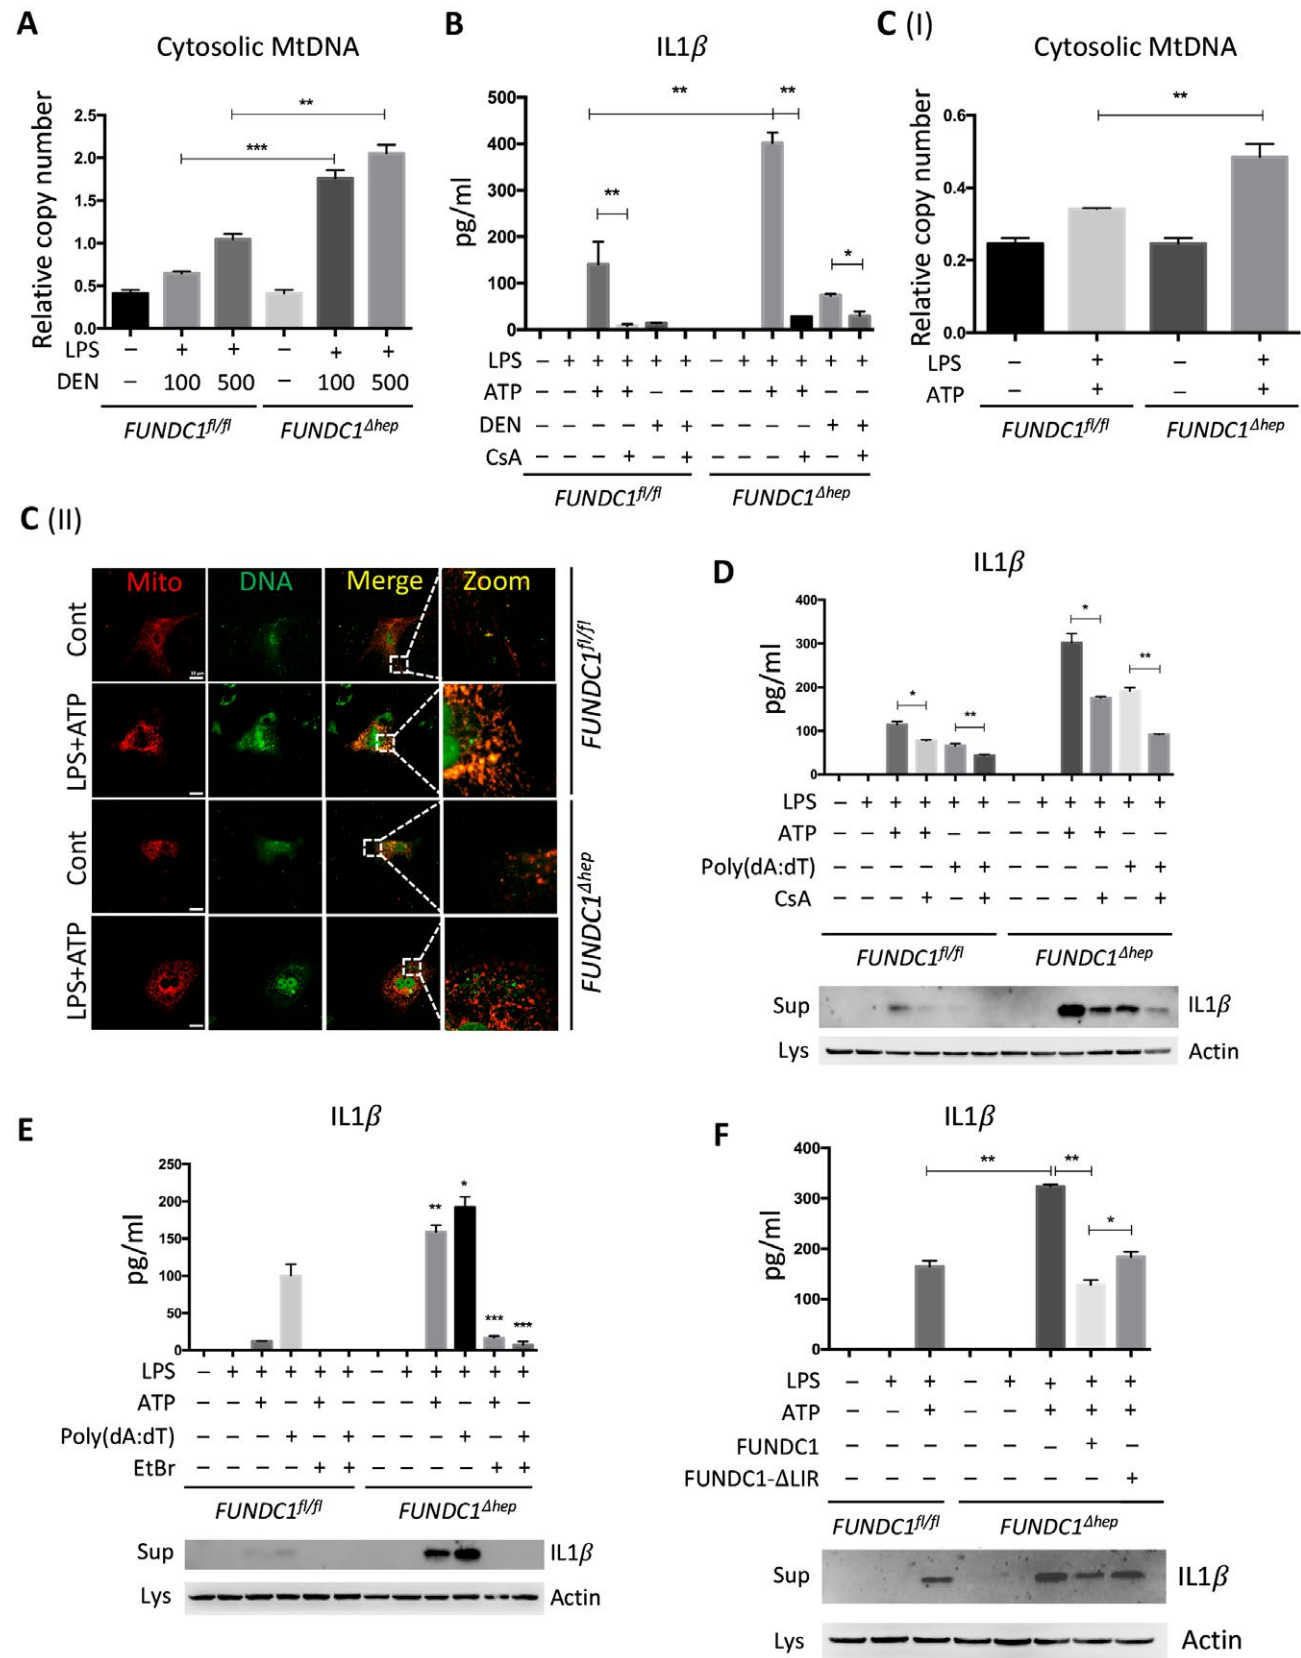 A
Cytosolic MtDNA
Relative copy number
2.5
2.0
1.5
1.0
0.5
0.0
*** **
LPS – + + – + +
DEN – 100 500 – 100 500
FUNDC1fl/fl FUNDC1Δhep
B
IL1β
pg/ml
500
400
300
200
100
0
** ** ** *
LPS – + + + + + – + + + + +
ATP – – + + – – – – + + – –
DEN – – – – + + – – – – + +
CsA – – – + – + – – – + – +
FUNDC1fl/fl FUNDC1Δhep
C (I)
Cytosolic MtDNA
Relative copy number
0.6
0.4
0.2
0.0
**
LPS – + – +
ATP – + – +
FUNDC1fl/fl FUNDC1Δhep
C (II)
Mito DNA Merge Zoom
Cont
LPS+ATP
FUNDC1fl/fl
Cont
LPS+ATP
FUNDC1Δhep
D
IL1β
pg/ml
400
300
200
100
0
* ** * **
LPS – + + + + + – + + + + +
ATP – – + + – – – – + + – –
Poly(dA:dT) – – – – + + – – – – + +
CsA – – – + – + – – – + – +
FUNDC1fl/fl FUNDC1Δhep
Sup IL1β
Lys Actin
E
IL1β
pg/ml
250
200
150
100
50
0
** * *** ***
LPS – + + + + + – + + + + +
ATP – – + – + – – – + – + –
Poly(dA:dT) – – – + – + – – – + – +
EtBr – – – – + + – – – – + +
FUNDC1fl/fl FUNDC1Δhep
Sup IL1β
Lys Actin
F
IL1β
pg/ml
400
300
200
100
0
** ** *
LPS – + + – + + + +
ATP – – + – – + + +
FUNDC1 – – – – – – + –
FUNDC1-ΔLIR – – – – – – – +
FUNDC1fl/fl FUNDC1Δhep
Sup IL1β
Lys Actin